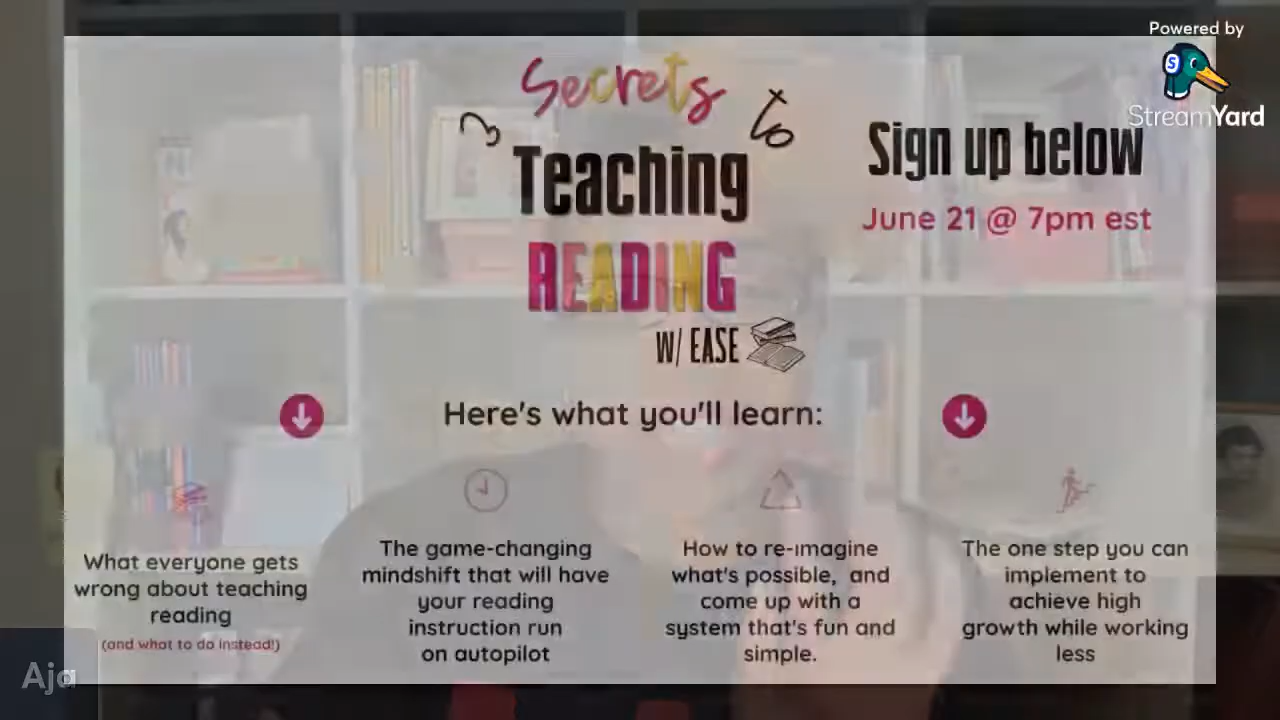 Powered by
StreamYard
3 Secrets to
Teaching
READING
W/ EASE
Sign up below
June 21 @ 7pm est
Here's what you'll learn:
What everyone gets
wrong about teaching
reading
(and what to do instead!)
The game-changing
mindshift that will have
your reading
instruction run
on autopilot
How to re-imagine
what's possible, and
come up with a
system that's fun and
simple.
The one step you can
implement to
achieve high
growth while working
less
Aja